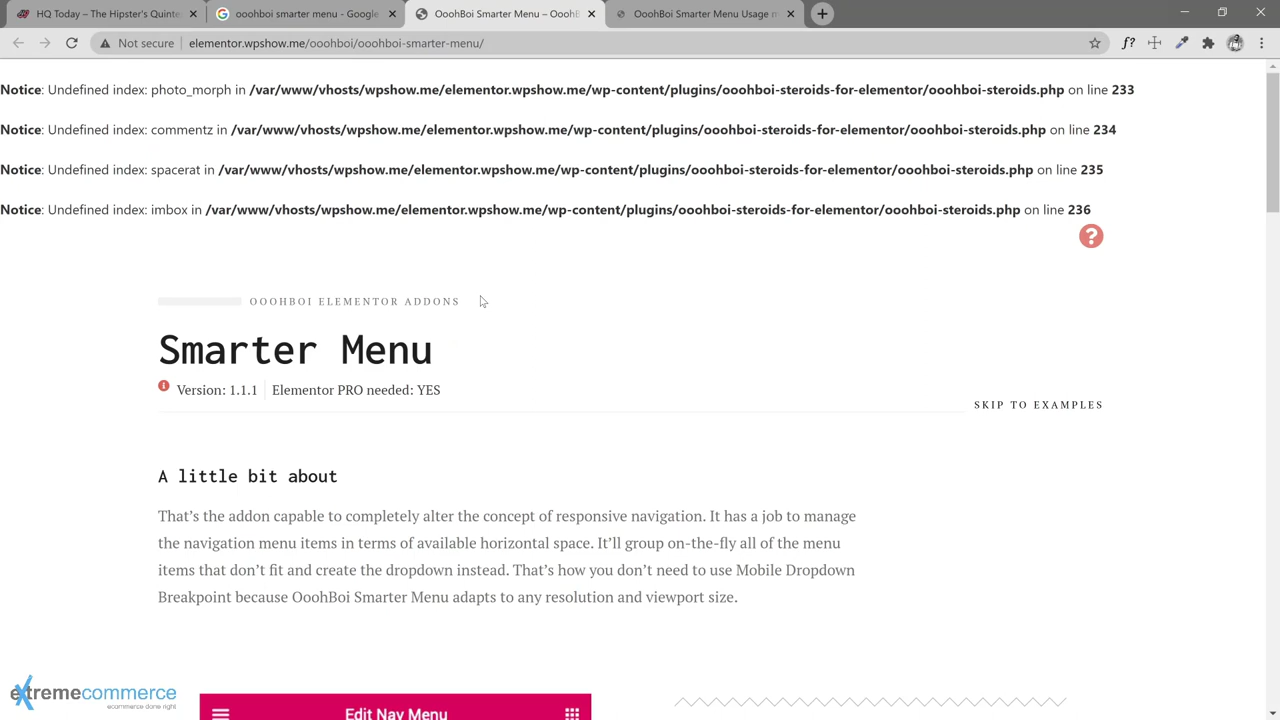 HQ Today – The Hipster's Quinte
ooohboi smarter menu - Google
OoohBoi Smarter Menu – OoohB
OoohBoi Smarter Menu Usage m
Not secure
elementor.wpshow.me/ooohboi/ooohboi-smarter-menu/
f?
Notice: Undefined index: photo_morph in /var/www/vhosts/wpshow.me/elementor.wpshow.me/wp-content/plugins/ooohboi-steroids-for-elementor/ooohboi-steroids.php on line 233
Notice: Undefined index: commentz in /var/www/vhosts/wpshow.me/elementor.wpshow.me/wp-content/plugins/ooohboi-steroids-for-elementor/ooohboi-steroids.php on line 234
Notice: Undefined index: spacerat in /var/www/vhosts/wpshow.me/elementor.wpshow.me/wp-content/plugins/ooohboi-steroids-for-elementor/ooohboi-steroids.php on line 235
Notice: Undefined index: imbox in /var/www/vhosts/wpshow.me/elementor.wpshow.me/wp-content/plugins/ooohboi-steroids-for-elementor/ooohboi-steroids.php on line 236
?
OOOHBOI ELEMENTOR ADDONS
Smarter Menu
Version: 1.1.1 Elementor PRO needed: YES
SKIP TO EXAMPLES
A little bit about
That’s the addon capable to completely alter the concept of responsive navigation. It has a job to manage
the navigation menu items in terms of available horizontal space. It’ll group on-the-fly all of the menu
items that don’t fit and create the dropdown instead. That’s how you don’t need to use Mobile Dropdown
Breakpoint because OoohBoi Smarter Menu adapts to any resolution and viewport size.
extremecommerce
ecommerce done right
Edit Nav Menu